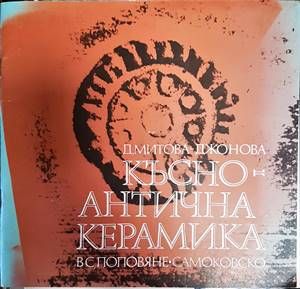 Д. МИТОВА-ДЖОНОВА
КЪСНО-
АНТИЧНА
КЕРАМИКА
В С. ПОПОВЯНЕ • САМОКОВСКО